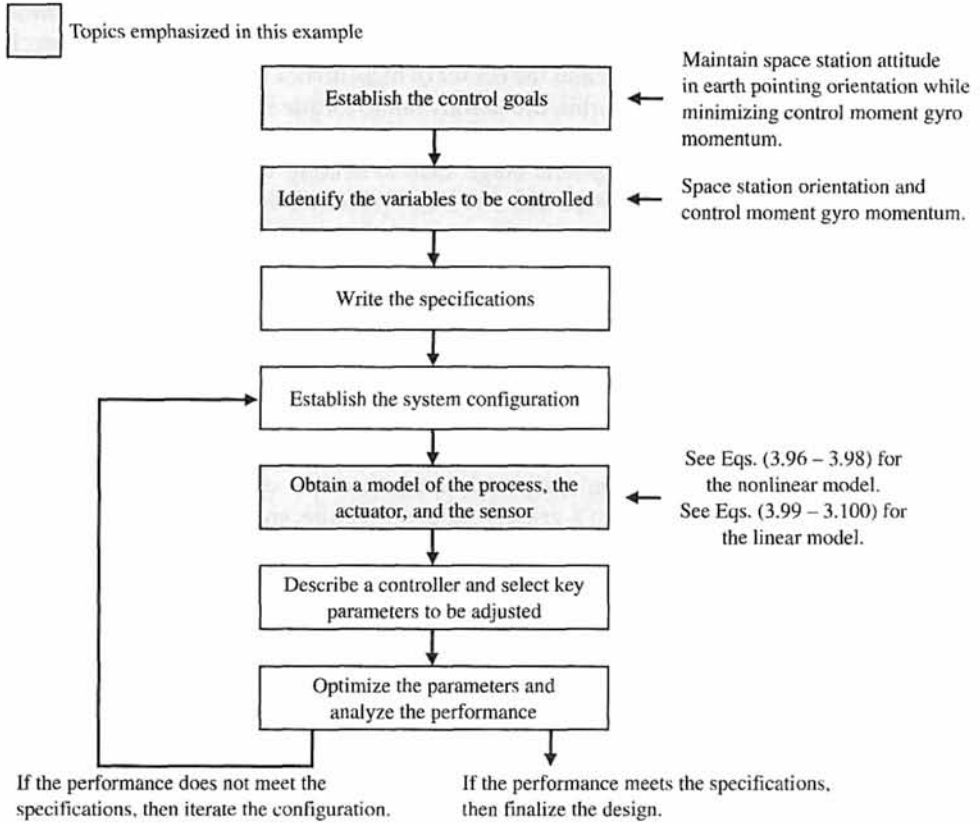 Topics emphasized in this example
Establish the control goals
Maintain space station attitude
in earth pointing orientation while
minimizing control moment gyro
momentum.
Identify the variables to be controlled
Space station orientation and
control moment gyro momentum.
Write the specifications
Establish the system configuration
Obtain a model of the process, the
actuator, and the sensor
See Eqs. (3.96 – 3.98) for
the nonlinear model.
See Eqs. (3.99 – 3.100) for
the linear model.
Describe a controller and select key
parameters to be adjusted
Optimize the parameters and
analyze the performance
If the performance does not meet the
specifications, then iterate the configuration.
If the performance meets the specifications,
then finalize the design.